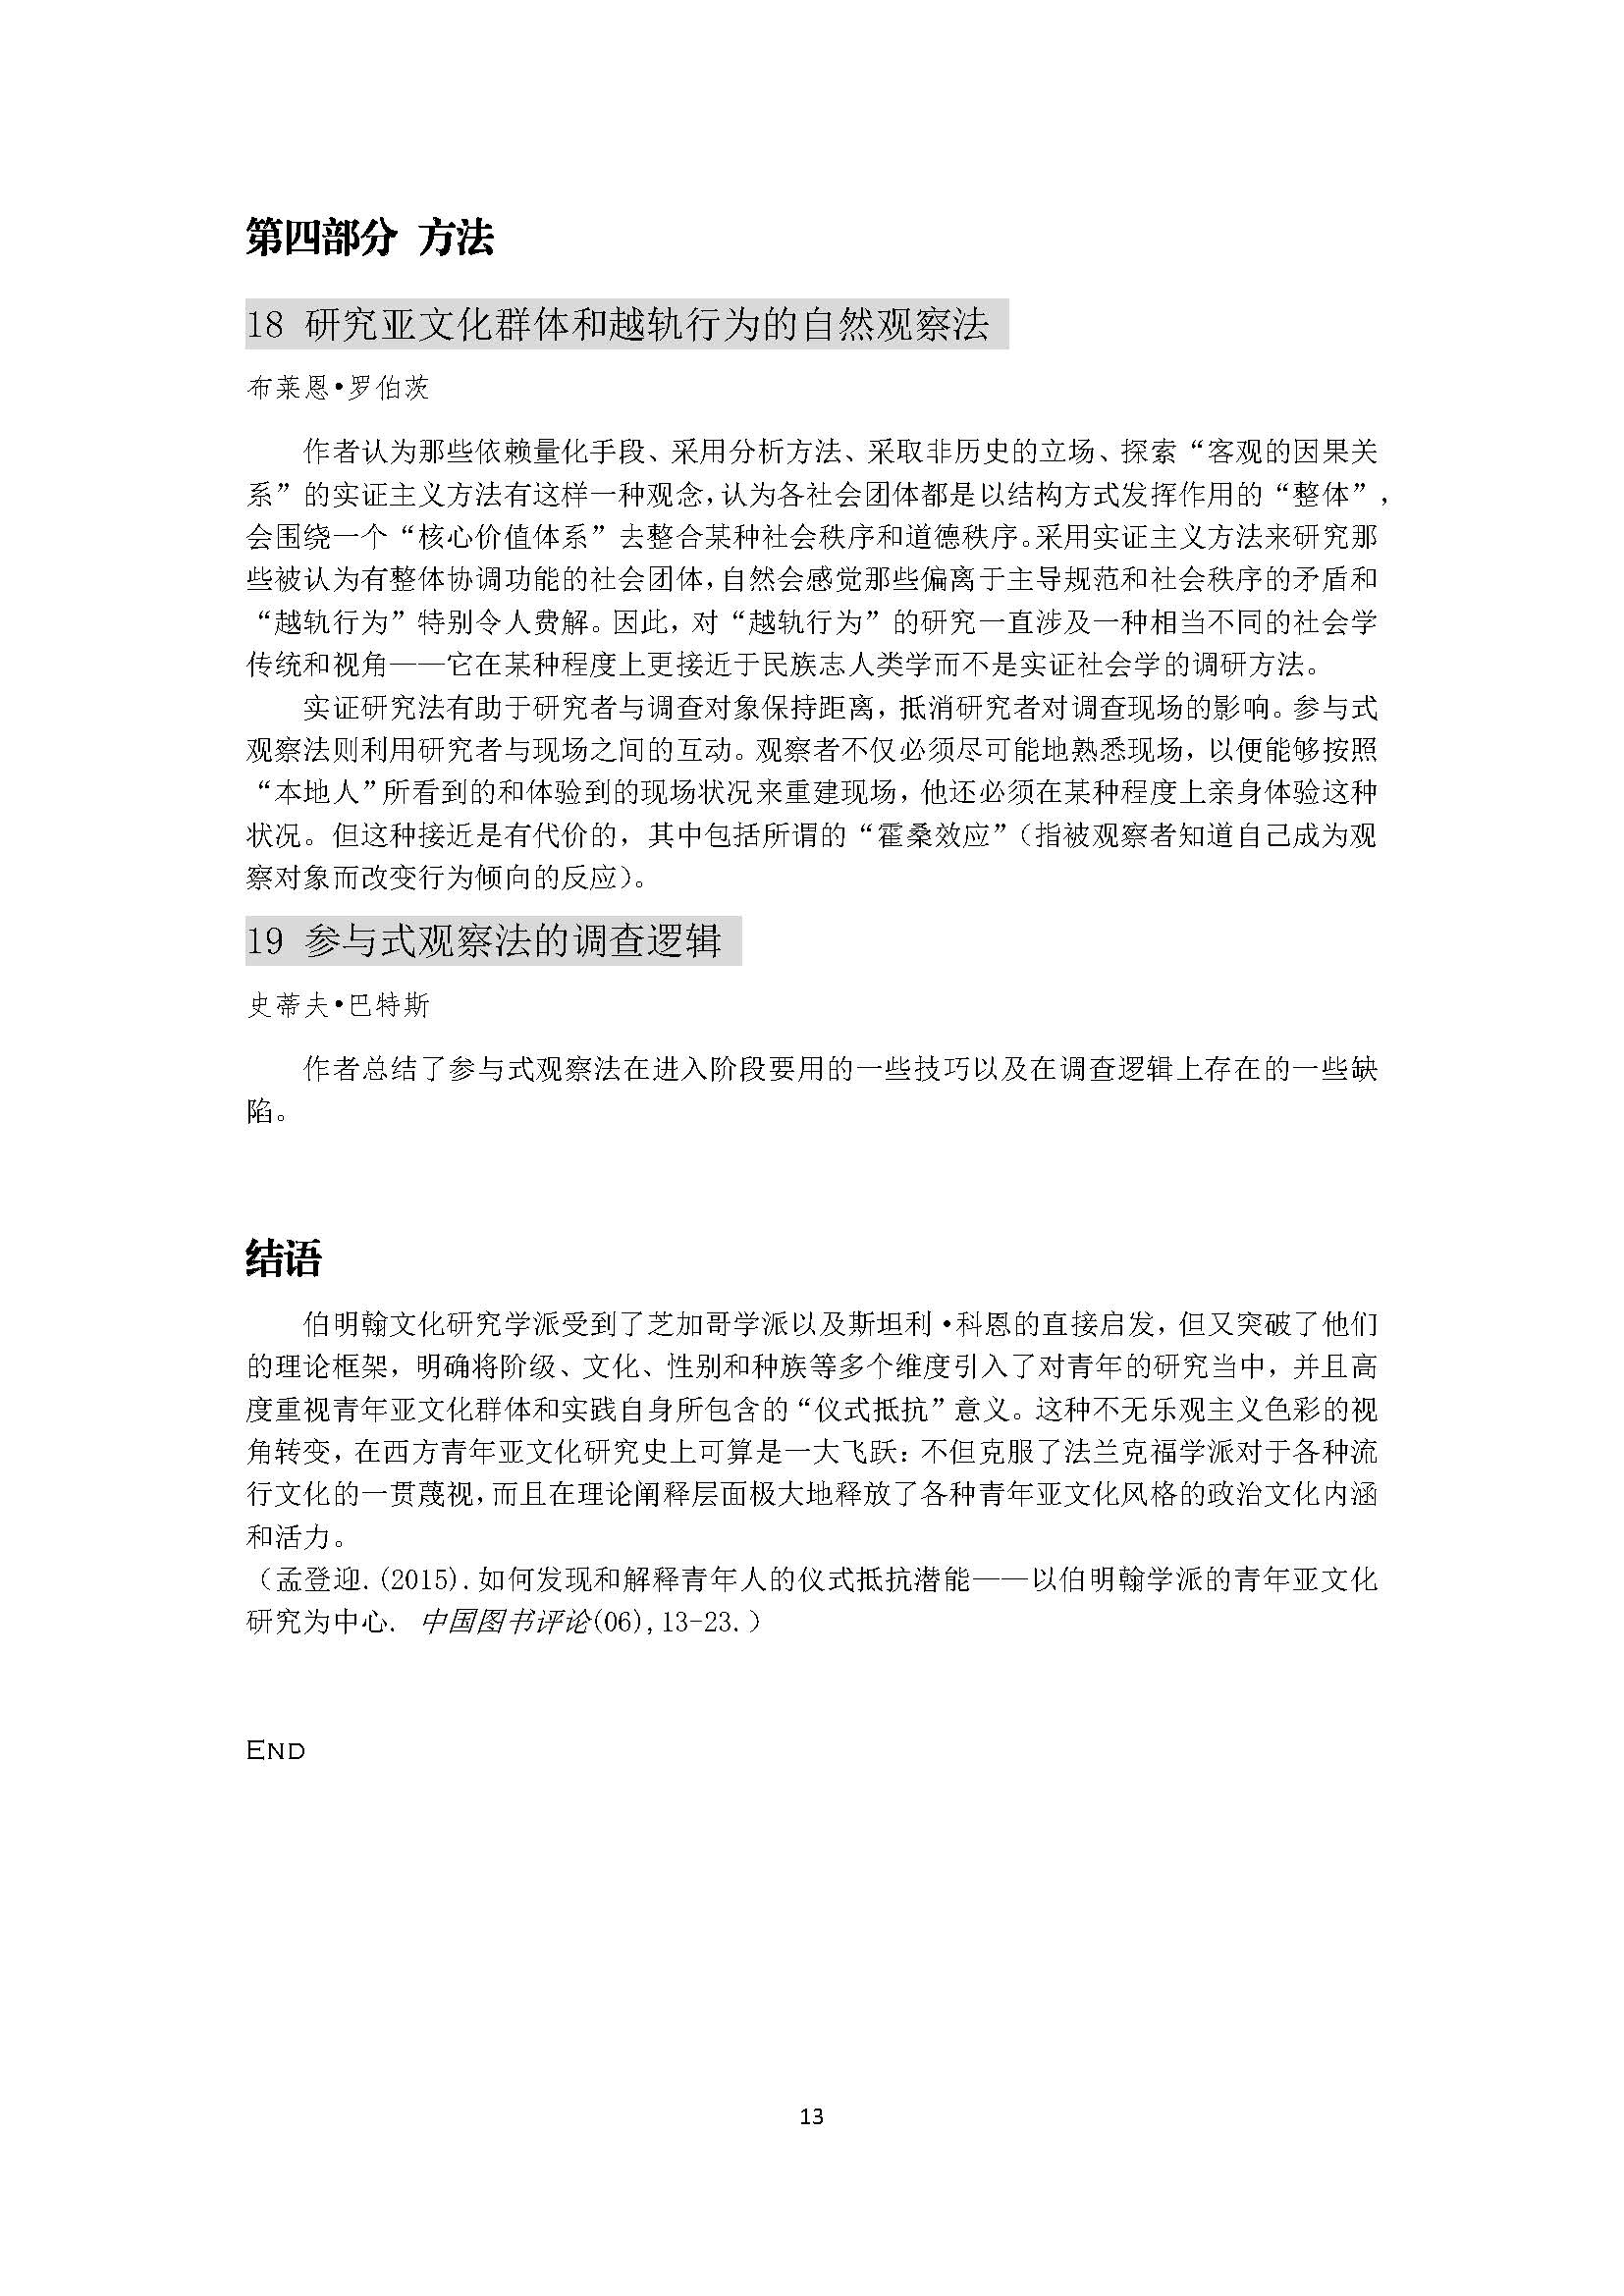 第四部分 方法
18 研究亚文化群体和越轨行为的自然观察法
布莱恩•罗伯茨
作者认为那些依赖量化手段、采用分析方法、采取非历史的立场、探索“客观的因果关
系”的实证主义方法有这样一种观念,认为各社会团体都是以结构方式发挥作用的“整体”,
会围绕一个“核心价值体系”去整合某种社会秩序和道德秩序。采用实证主义方法来研究那
些被认为有整体协调功能的社会团体,自然会感觉那些偏离于主导规范和社会秩序的矛盾和
“越轨行为”特别令人费解。因此,对“越轨行为”的研究一直涉及一种相当不同的社会学
传统和视角——它在某种程度上更接近于民族志人类学而不是实证社会学的调研方法。
实证研究法有助于研究者与调查对象保持距离,抵消研究者对调查现场的影响。参与式
观察法则利用研究者与现场之间的互动。观察者不仅必须尽可能地熟悉现场,以便能够按照
“本地人”所看到的和体验到的现场状况来重建现场,他还必须在某种程度上亲身体验这种
状况。但这种接近是有代价的,其中包括所谓的“霍桑效应”(指被观察者知道自己成为观
察对象而改变行为倾向的反应)。
19 参与式观察法的调查逻辑
史蒂夫•巴特斯
作者总结了参与式观察法在进入阶段要用的一些技巧以及在调查逻辑上存在的一些缺
陷。
结语
伯明翰文化研究学派受到了芝加哥学派以及斯坦利•科恩的直接启发,但又突破了他们
的理论框架,明确将阶级、文化、性别和种族等多个维度引入了对青年的研究当中,并且高
度重视青年亚文化群体和实践自身所包含的“仪式抵抗”意义。这种不无乐观主义色彩的视
角转变,在西方青年亚文化研究史上可算是一大飞跃:不但克服了法兰克福学派对于各种流
行文化的一贯蔑视,而且在理论阐释层面极大地释放了各种青年亚文化风格的政治文化内涵
和活力。
(孟登迎.(2015).如何发现和解释青年人的仪式抵抗潜能——以伯明翰学派的青年亚文化
研究为中心. 中国图书评论(06),13-23.)
END
13